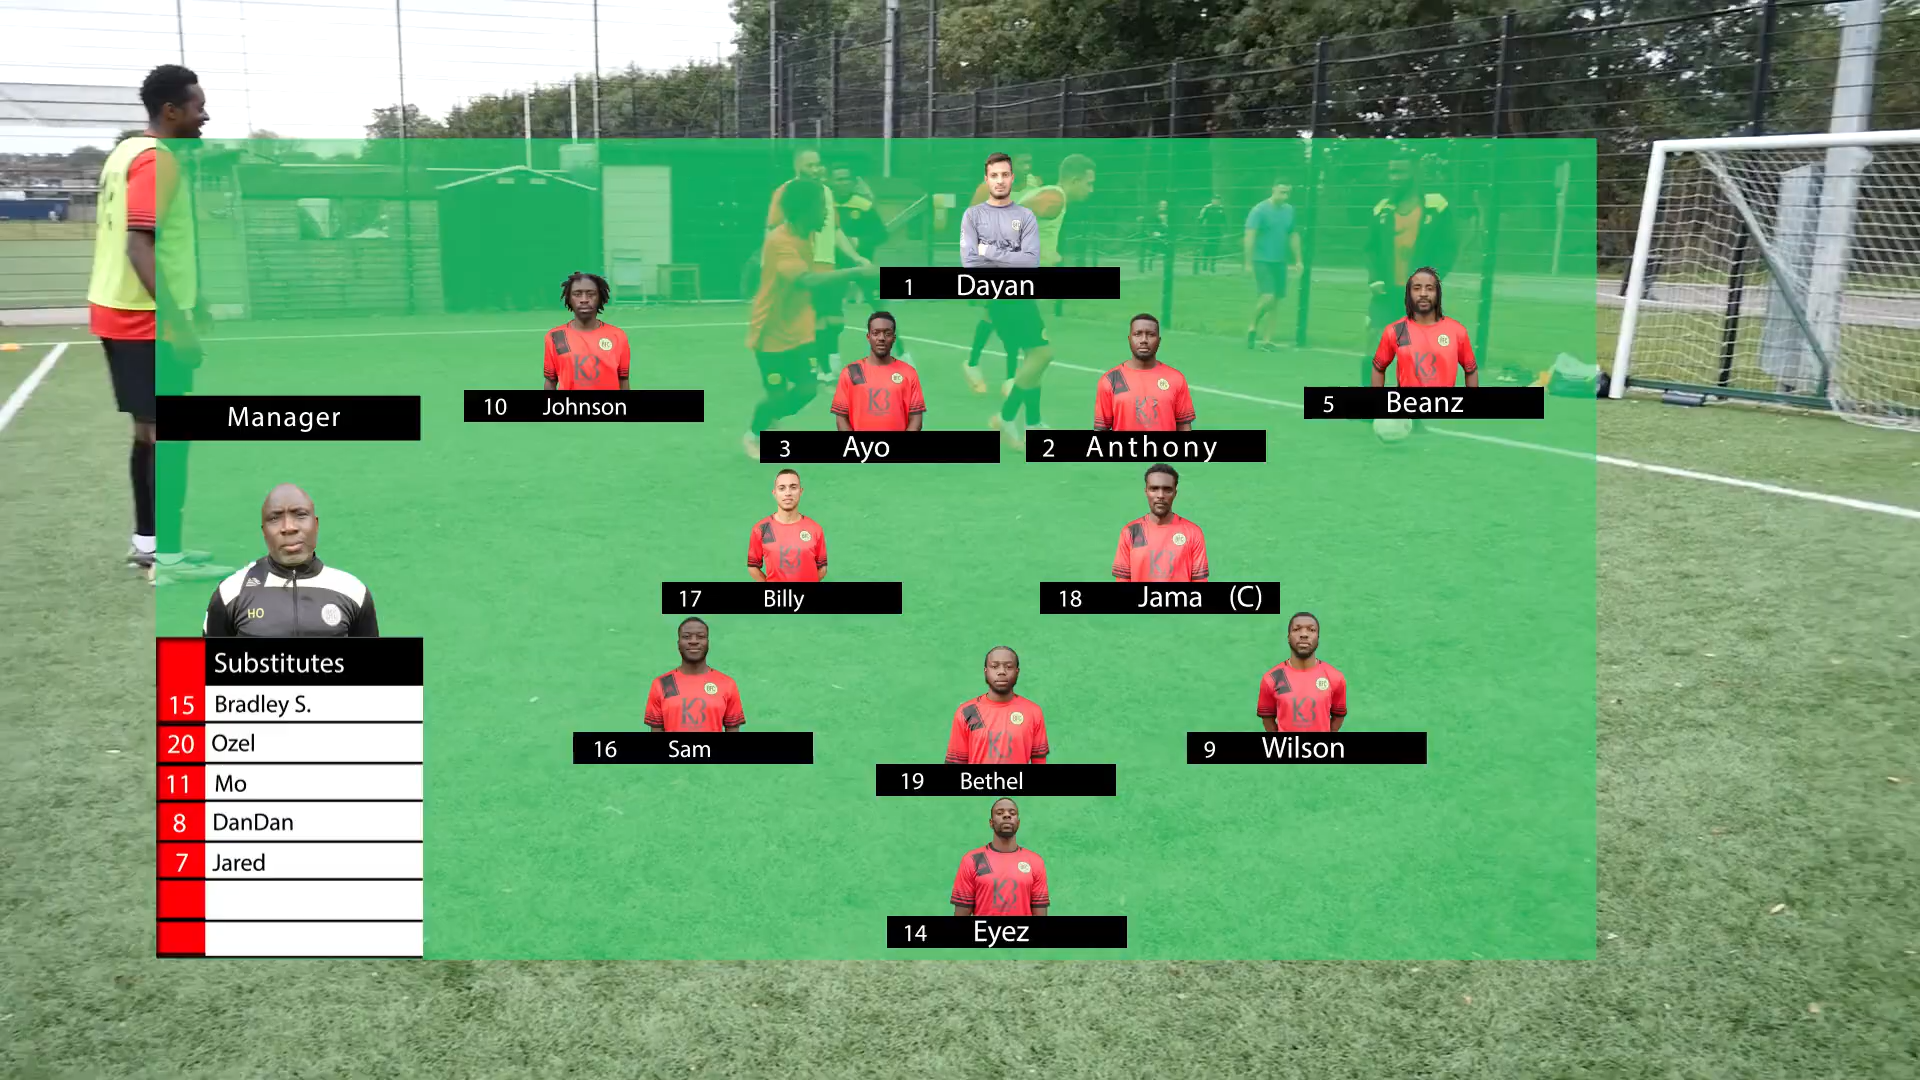 1 Dayan
10 Johnson
5 Beanz
3 Ayo
2 Anthony
Manager
17 Billy
18 Jama (C)
HO
16 Sam
9 Wilson
19 Bethel
14 Eyez
Substitutes
15 Bradley S.
20 Ozel
11 Mo
8 DanDan
7 Jared